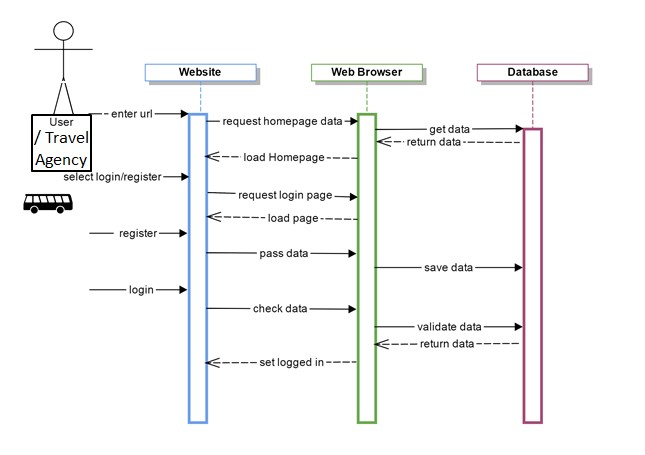 Website
Web Browser
Database
User
/ Travel
Agency
enter url
request homepage data
get data
return data
load Homepage
select login/register
request login page
load page
register
pass data
save data
login
check data
validate data
return data
set logged in